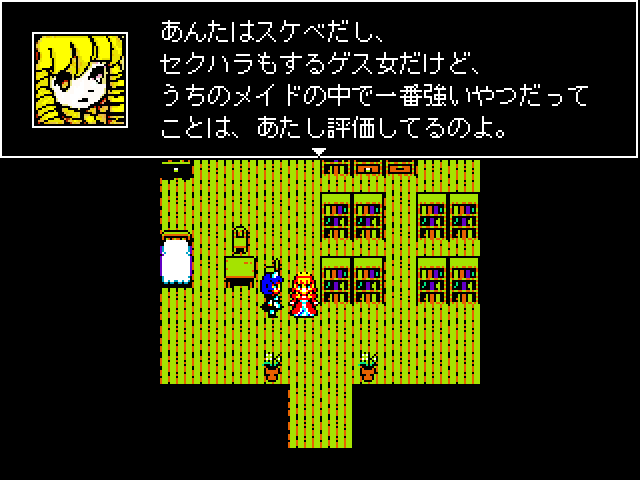 あんたはスケベだし、
セクハラもするゲス女だけど、
うちのメイドの中で一番強いやつだって
ことは、あたし評価してるのよ。